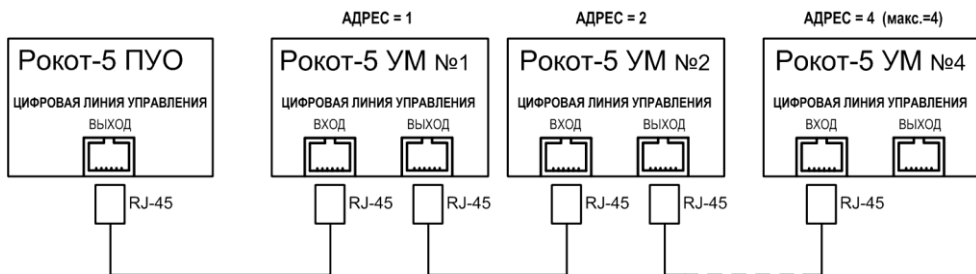 АДРЕС = 1
АДРЕС = 2
АДРЕС = 4 (макс.=4)
Рокот-5 ПУО
Рокот-5 УМ №1
Рокот-5 УМ №2
Рокот-5 УМ №4
ЦИФРОВАЯ ЛИНИЯ УПРАВЛЕНИЯ
ЦИФРОВАЯ ЛИНИЯ УПРАВЛЕНИЯ
ЦИФРОВАЯ ЛИНИЯ УПРАВЛЕНИЯ
ЦИФРОВАЯ ЛИНИЯ УПРАВЛЕНИЯ
ВЫХОД
ВХОД
ВЫХОД
ВХОД
ВЫХОД
ВХОД
ВЫХОД
RJ-45
RJ-45
RJ-45
RJ-45
RJ-45
RJ-45